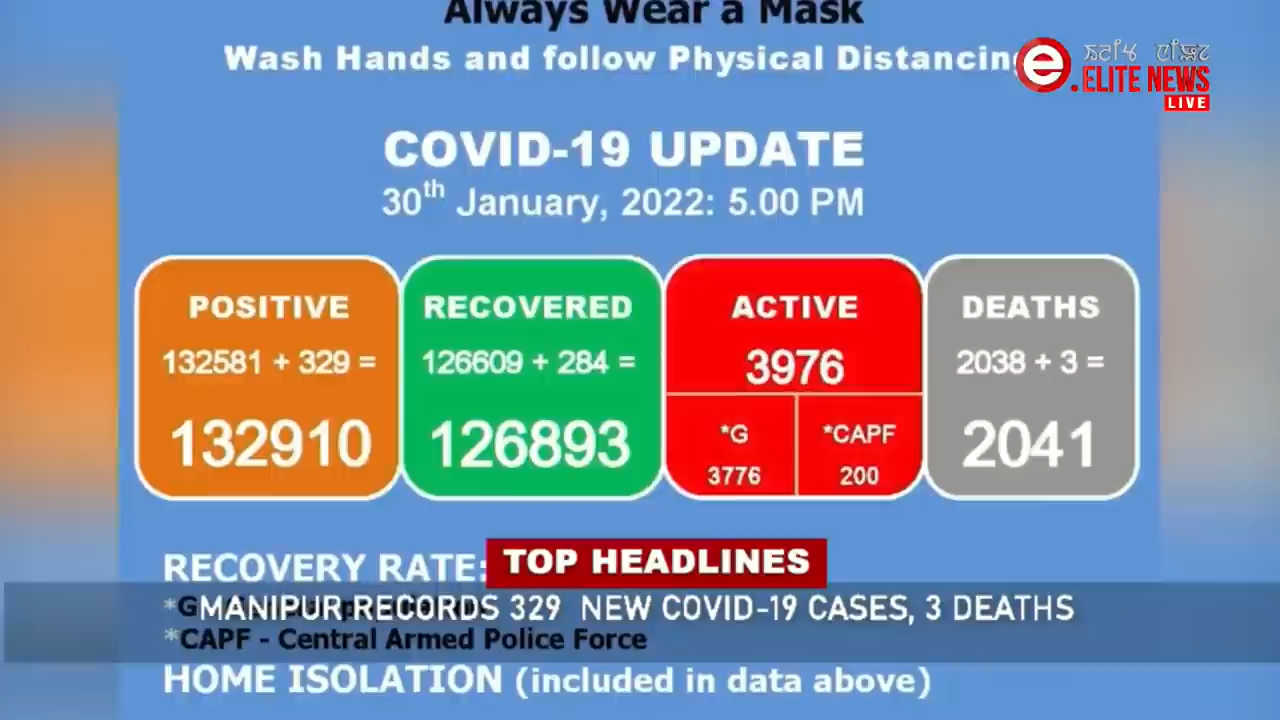 Always Wear a Mask
Wash Hands and follow Physical Distancing
e.ELITE NEWS
LIVE
COVID-19 UPDATE
30th January, 2022: 5.00 PM
POSITIVE
132581 + 329 =
132910
RECOVERED
126609 + 284 =
126893
ACTIVE
3976
*G
3776
*CAPF
200
DEATHS
2038 + 3 =
2041
RECOVERY RATE:
TOP HEADLINES
MANIPUR RECORDS 329 NEW COVID-19 CASES, 3 DEATHS
*CAPF - Central Armed Police Force
HOME ISOLATION (included in data above)